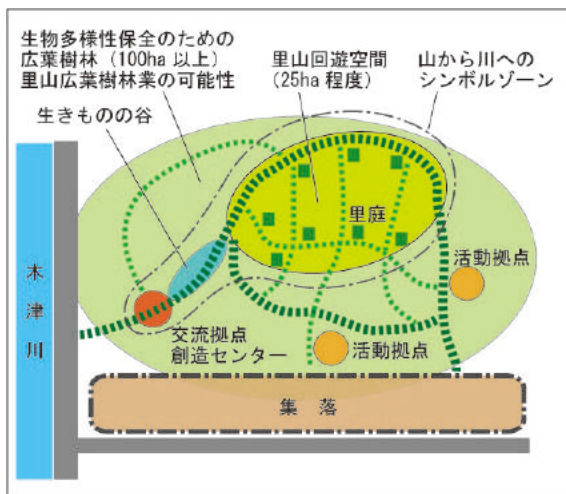 生物多様性保全のための
広葉樹林（100ha 以上）
里山広葉樹林業の可能性
生きものの谷
里山回遊空間
（25ha 程度）
山から川への
シンボルゾーン
里庭
活動拠点
木津川
交流拠点
創造センター
活動拠点
集落